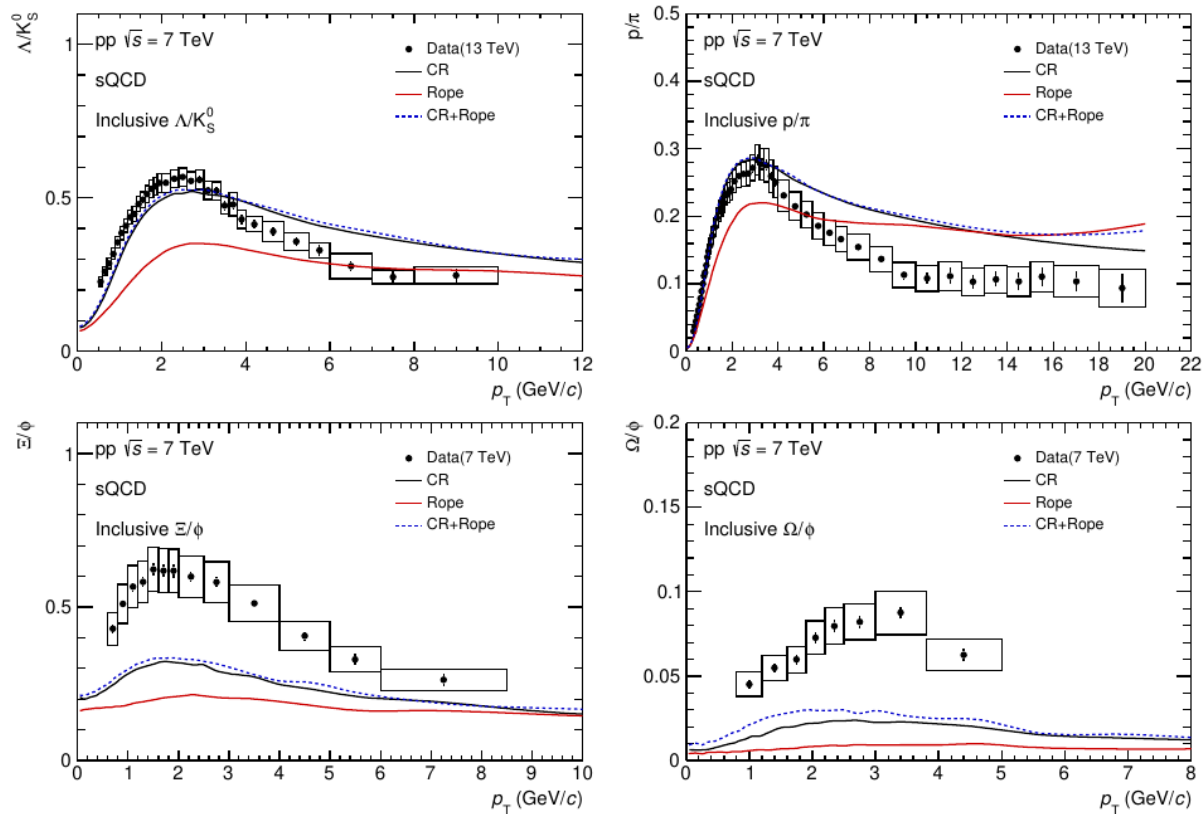 Λ/K⁰_S
1
0.5
0
pp √s = 7 TeV
sQCD
Inclusive Λ/K⁰_S
Data(13 TeV)
CR
Rope
CR+Rope
0 2 4 6 8 10 12
p_T (GeV/c)
p/π
0.5
0.4
0.3
0.2
0.1
0
pp √s = 7 TeV
sQCD
Inclusive p/π
Data(13 TeV)
CR
Rope
CR+Rope
0 2 4 6 8 10 12 14 16 18 20 22
p_T (GeV/c)
Ξ/φ
1
0.5
0
pp √s = 7 TeV
sQCD
Inclusive Ξ/φ
Data(7 TeV)
CR
Rope
CR+Rope
0 1 2 3 4 5 6 7 8 9 10
p_T (GeV/c)
Ω/φ
0.2
0.15
0.1
0.05
0
pp √s = 7 TeV
sQCD
Inclusive Ω/φ
Data(7 TeV)
CR
Rope
CR+Rope
0 1 2 3 4 5 6 7 8
p_T (GeV/c)